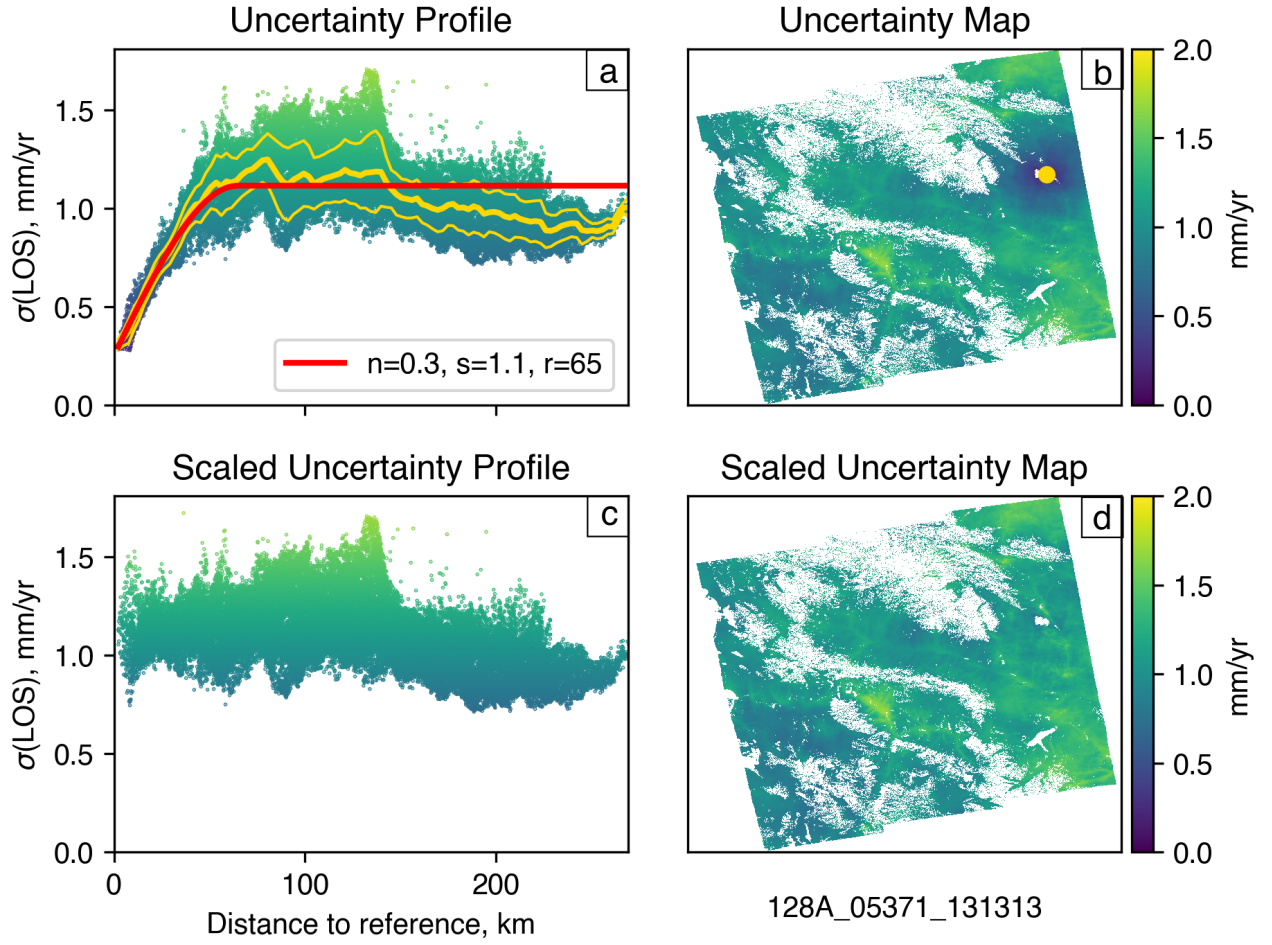 Uncertainty Profile
Uncertainty Map
a
b
σ(LOS), mm/yr
1.5
1.0
0.5
0.0
n=0.3, s=1.1, r=65
0
100
200
2.0
1.5
1.0
0.5
0.0
mm/yr
Scaled Uncertainty Profile
Scaled Uncertainty Map
c
d
σ(LOS), mm/yr
1.5
1.0
0.5
0.0
0
100
200
Distance to reference, km
2.0
1.5
1.0
0.5
0.0
mm/yr
128A_05371_131313